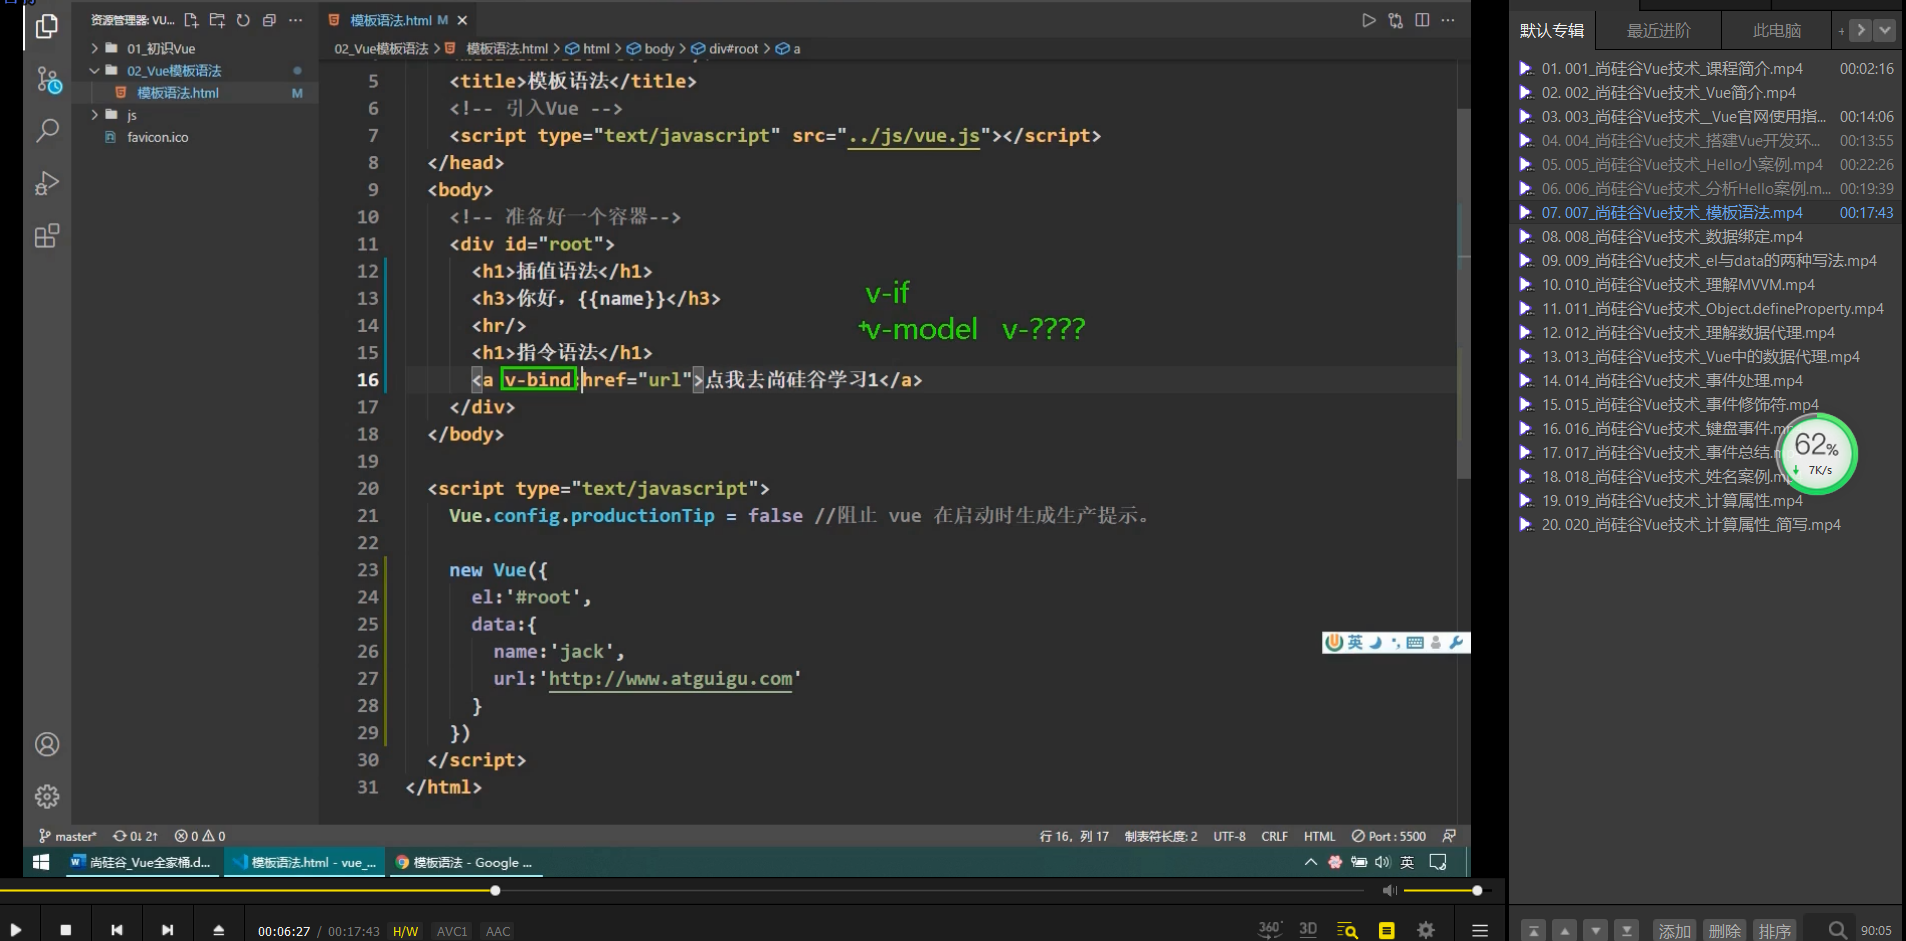 资源管理器: VU...
01_初识Vue
02_Vue模板语法
模板语法.html M
js
favicon.ico
模板语法.html M
02_Vue模板语法 > 模板语法.html > html > body > div#root > a
5 <title>模板语法</title>
6 <!-- 引入Vue -->
7 <script type="text/javascript" src="../js/vue.js"></script>
8 </head>
9 <body>
10 <!-- 准备好一个容器-->
11 <div id="root">
12 <h1>插值语法</h1>
13 <h3>你好，{{name}}</h3>
14 <hr/>
15 <h1>指令语法</h1>
16 <a v-bind:href="url">点我去尚硅谷学习1</a>
17 </div>
18 </body>
19
20 <script type="text/javascript">
21 Vue.config.productionTip = false //阻止 vue 在启动时生成生产提示。
22
23 new Vue({
24 el:'#root',
25 data:{
26 name:'jack',
27 url:'http://www.atguigu.com'
28 }
29 })
30 </script>
31 </html>
v-if
v-model v-????
英
master* 0↓ 2↑ 0 0
行 16，列 17 制表符长度: 2 UTF-8 CRLF HTML Port : 5500
尚硅谷_Vue全家桶.d...
模板语法.html - vue_...
模板语法 - Google ...
英
00:06:27 / 00:17:43 H/W AVC1 AAC
360° 3D
默认专辑 最近进阶 此电脑 +
01. 001_尚硅谷Vue技术_课程简介.mp4 00:02:16
02. 002_尚硅谷Vue技术_Vue简介.mp4
03. 003_尚硅谷Vue技术__Vue官网使用指... 00:14:06
04. 004_尚硅谷Vue技术_搭建Vue开发环... 00:13:55
05. 005_尚硅谷Vue技术_Hello小案例.mp4 00:22:26
06. 006_尚硅谷Vue技术_分析Hello案例.m... 00:19:39
07. 007_尚硅谷Vue技术_模板语法.mp4 00:17:43
08. 008_尚硅谷Vue技术_数据绑定.mp4
09. 009_尚硅谷Vue技术_el与data的两种写法.mp4
10. 010_尚硅谷Vue技术_理解MVVM.mp4
11. 011_尚硅谷Vue技术_Object.defineProperty.mp4
12. 012_尚硅谷Vue技术_理解数据代理.mp4
13. 013_尚硅谷Vue技术_Vue中的数据代理.mp4
14. 014_尚硅谷Vue技术_事件处理.mp4
15. 015_尚硅谷Vue技术_事件修饰符.mp4
16. 016_尚硅谷Vue技术_键盘事件.mp
17. 017_尚硅谷Vue技术_事件总结.m
18. 018_尚硅谷Vue技术_姓名案例.m
19. 019_尚硅谷Vue技术_计算属性.mp4
20. 020_尚硅谷Vue技术_计算属性_简写.mp4
62%
7K/s
添加 删除 排序 90:05